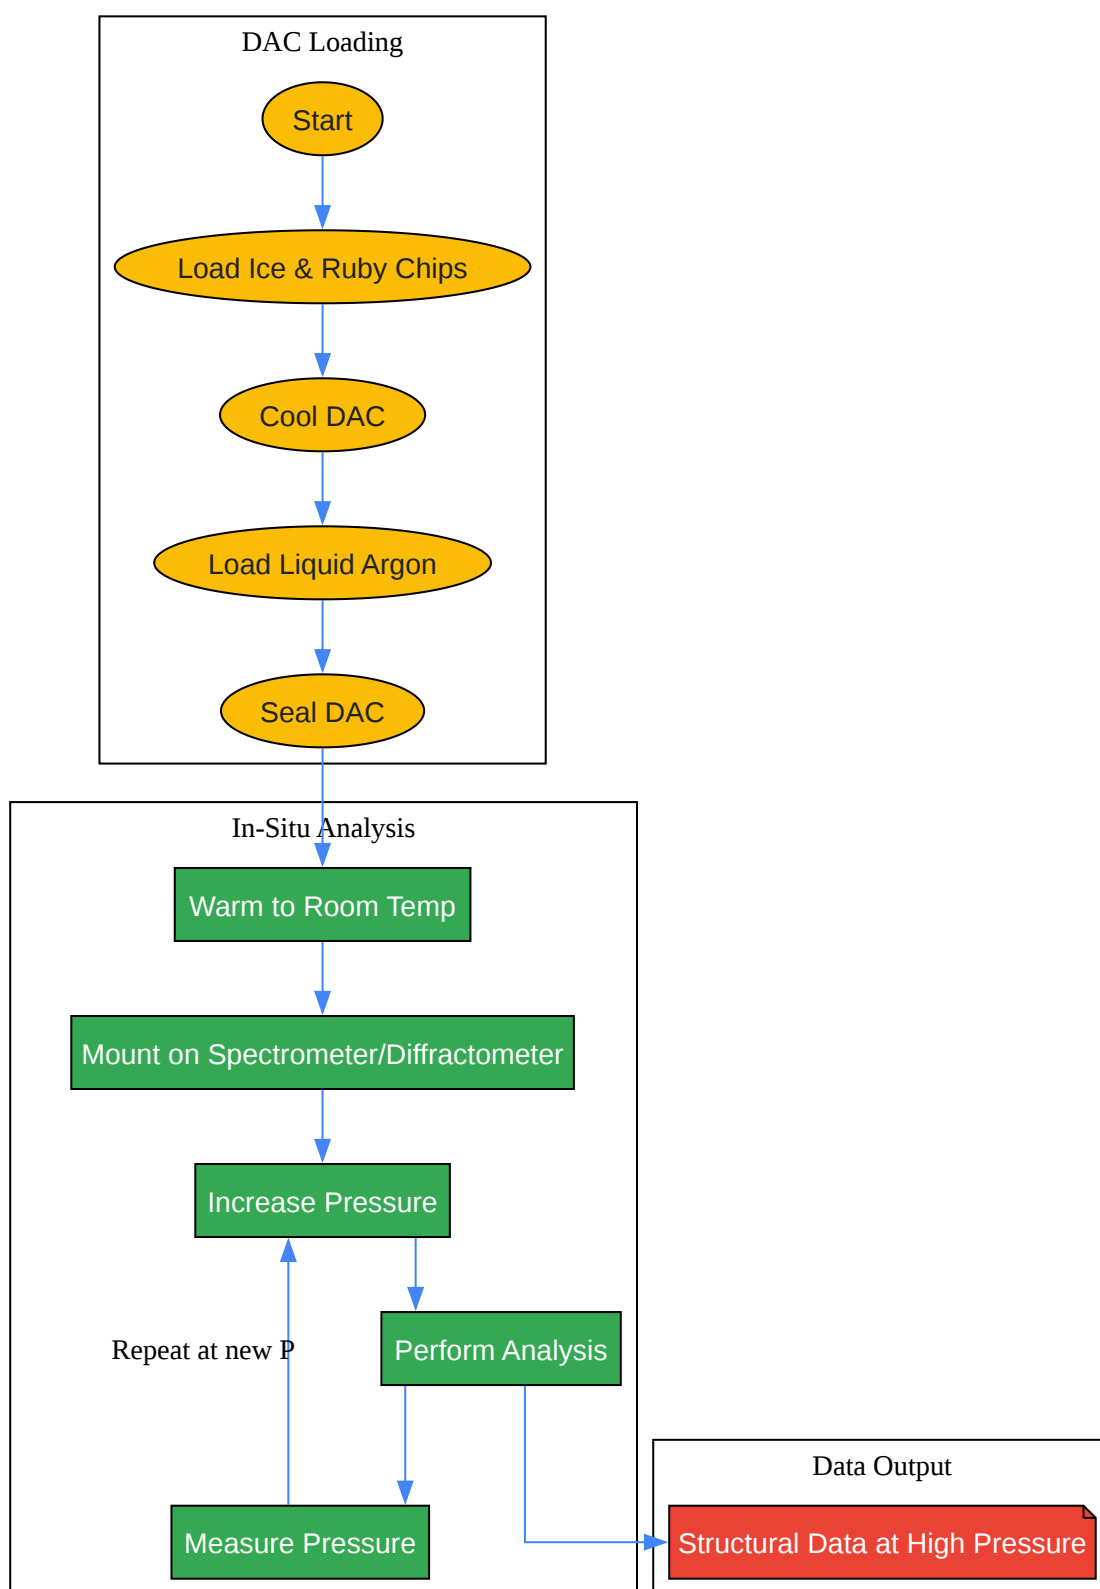 DAC Loading
Start
Load Ice & Ruby Chips
Cool DAC
Load Liquid Argon
Seal DAC
In-Situ Analysis
Warm to Room Temp
Mount on Spectrometer/Diffractometer
Increase Pressure
Repeat at new P
Perform Analysis
Measure Pressure
Data Output
Structural Data at High Pressure